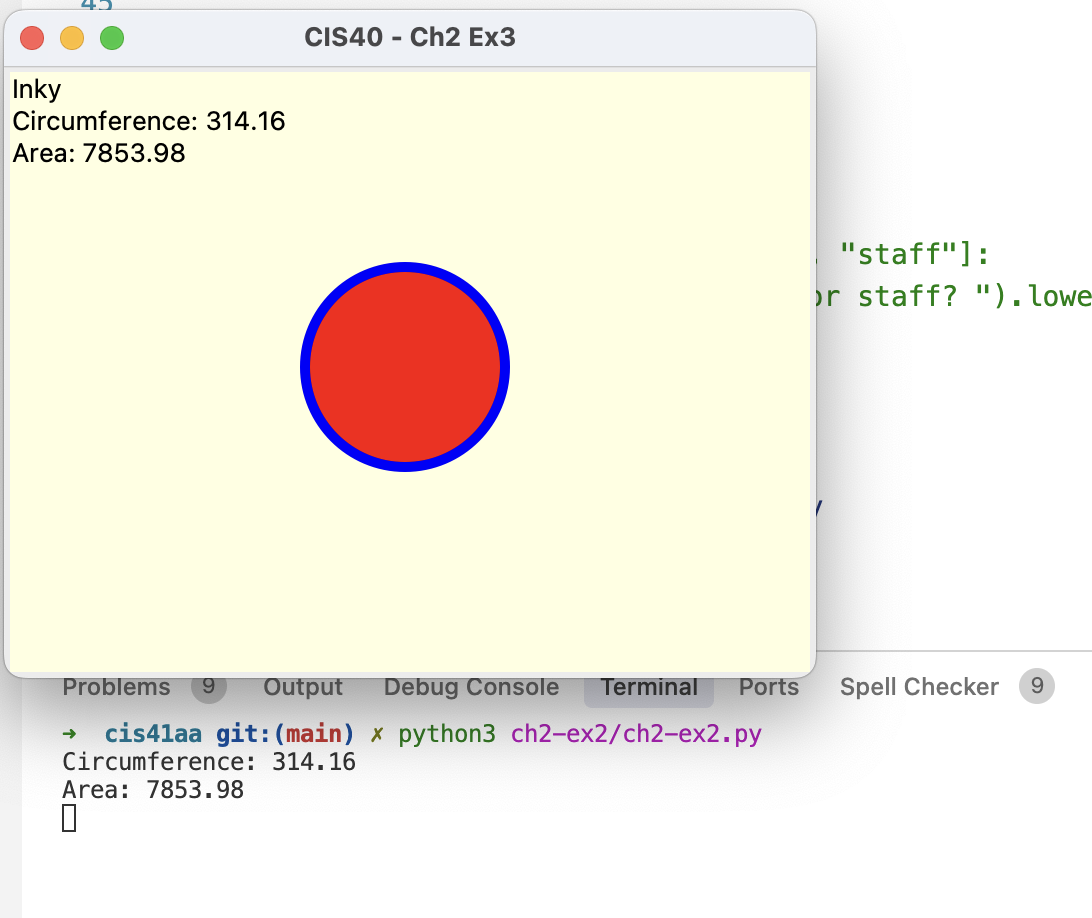 45
CIS40 - Ch2 Ex3
Inky
Circumference: 314.16
Area: 7853.98
"staff"]:
or staff? ").lowe
Problems 9 Output Debug Console Terminal Ports Spell Checker 9
➜ cis41aa git:(main) ✗ python3 ch2-ex2/ch2-ex2.py
Circumference: 314.16
Area: 7853.98